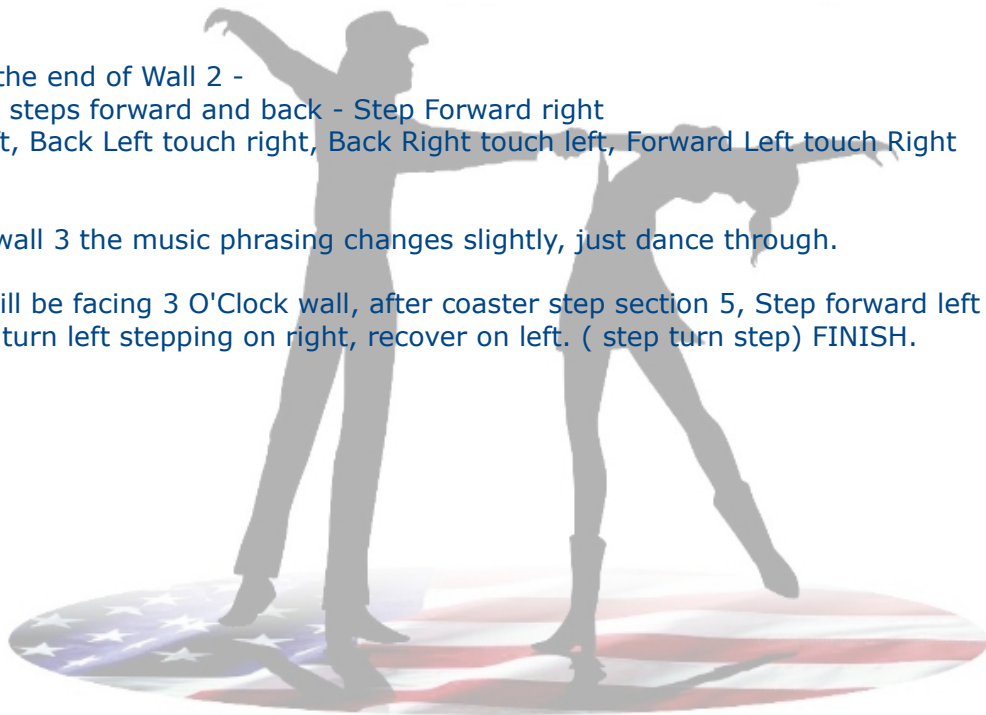 the end of Wall 2 -
steps forward and back - Step Forward right
t, Back Left touch right, Back Right touch left, Forward Left touch Right
wall 3 the music phrasing changes slightly, just dance through.
ill be facing 3 O'Clock wall, after coaster step section 5, Step forward left
turn left stepping on right, recover on left. ( step turn step) FINISH.